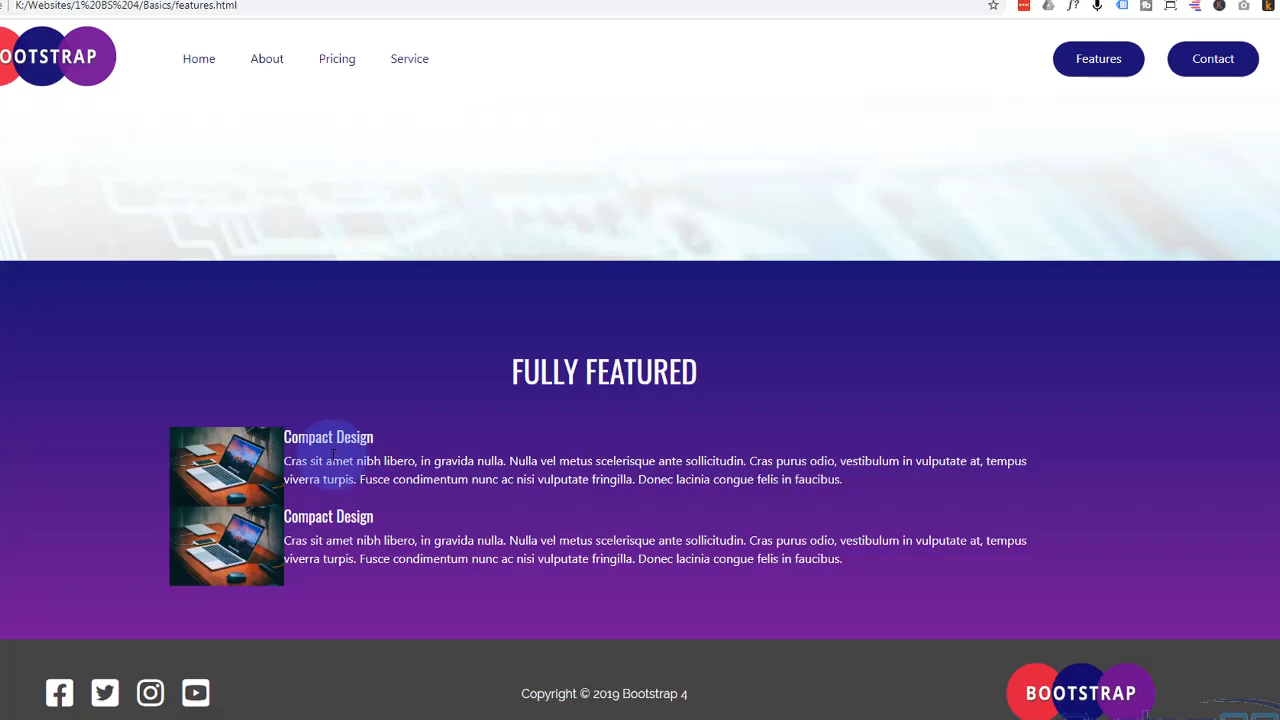 K:/Websites/1%20BS%204/Basics/features.html
OOTSTRAP
Home About Pricing Service
Features Contact
FULLY FEATURED
Compact Design
Cras sit amet nibh libero, in gravida nulla. Nulla vel metus scelerisque ante sollicitudin. Cras purus odio, vestibulum in vulputate at, tempus
viverra turpis. Fusce condimentum nunc ac nisi vulputate fringilla. Donec lacinia congue felis in faucibus.
Compact Design
Cras sit amet nibh libero, in gravida nulla. Nulla vel metus scelerisque ante sollicitudin. Cras purus odio, vestibulum in vulputate at, tempus
viverra turpis. Fusce condimentum nunc ac nisi vulputate fringilla. Donec lacinia congue felis in faucibus.
Copyright © 2019 Bootstrap 4
BOOTSTRAP